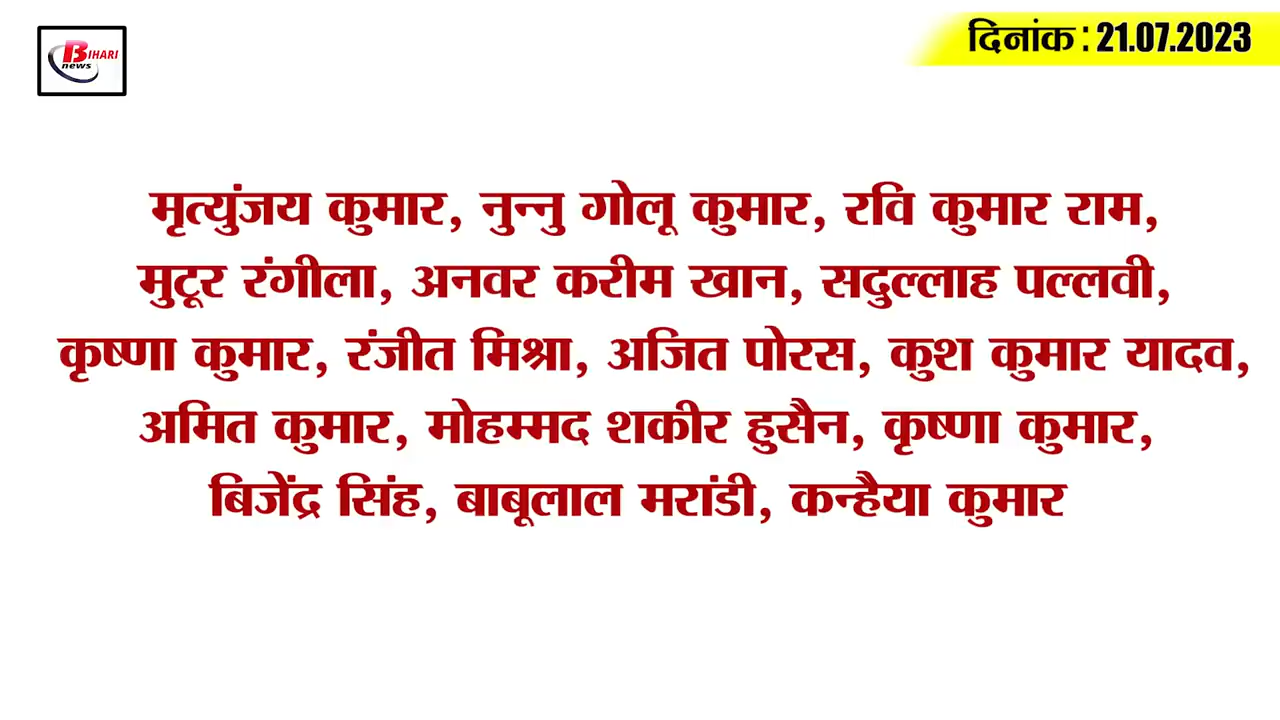 BIHARI
news
दिनांक : 21.07.2023
मृत्युंजय कुमार, नुन्नु गोलू कुमार, रवि कुमार राम,
मुटूर रंगीला, अनवर करीम खान, सदुल्लाह पल्लवी,
कृष्णा कुमार, रंजीत मिश्रा, अजित पोरस, कुश कुमार यादव,
अमित कुमार, मोहम्मद शकीर हुसैन, कृष्णा कुमार,
बिजेंद्र सिंह, बाबूलाल मरांडी, कन्हैया कुमार